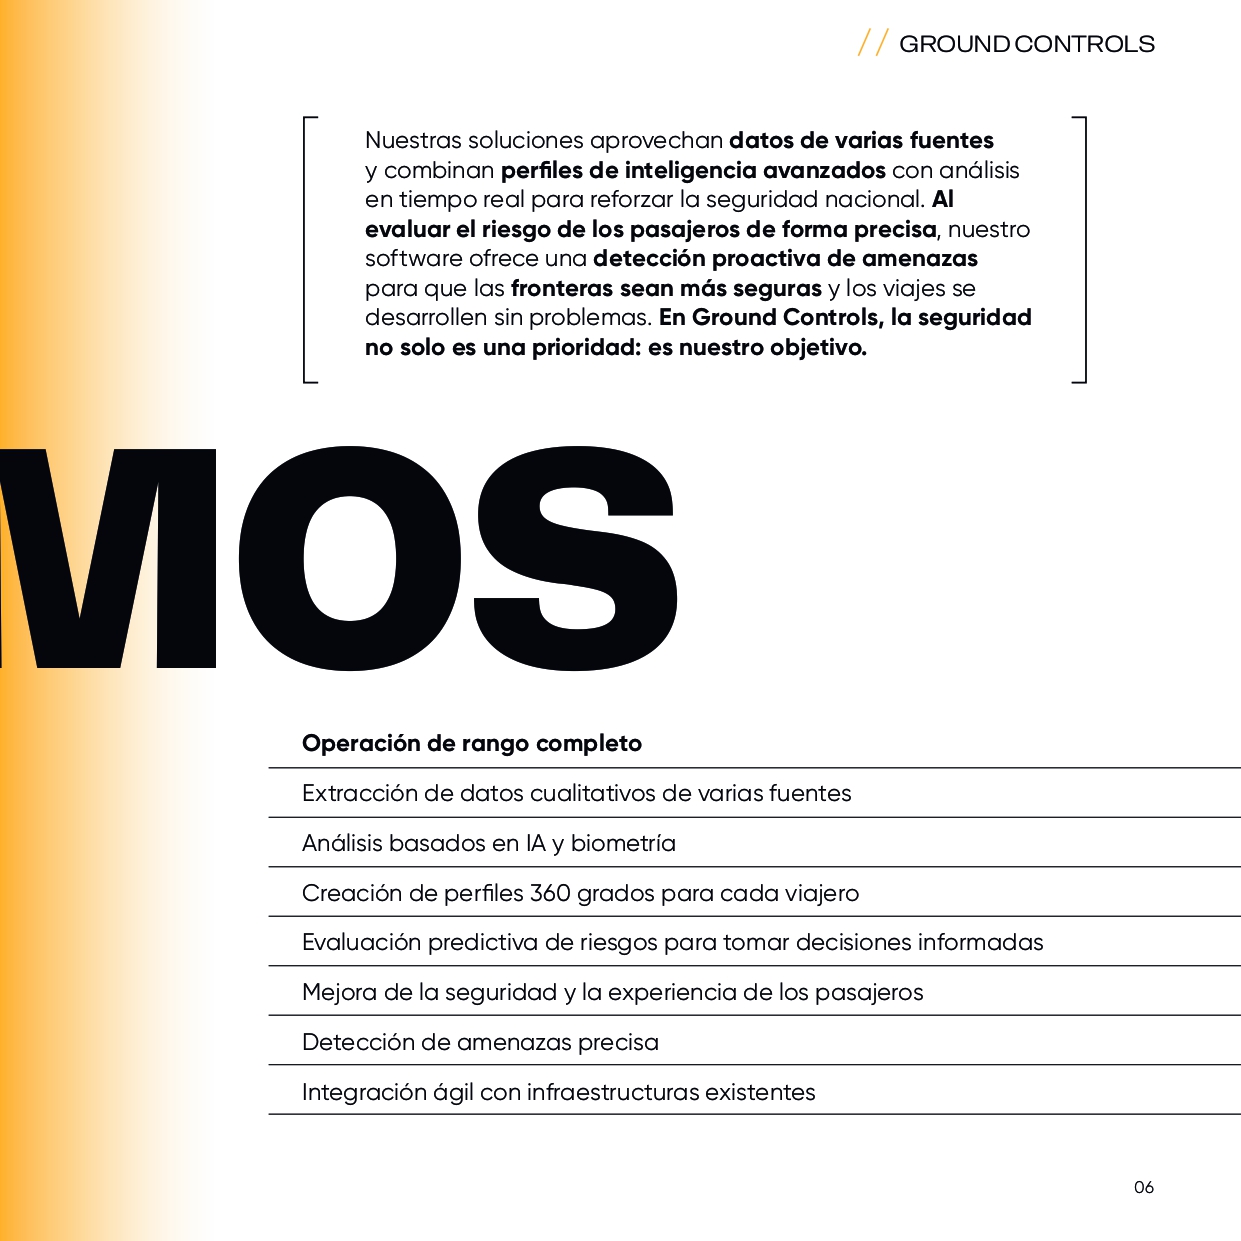 // GROUND CONTROLS
Nuestras soluciones aprovechan datos de varias fuentes
y combinan perfiles de inteligencia avanzados con análisis
en tiempo real para reforzar la seguridad nacional. Al
evaluar el riesgo de los pasajeros de forma precisa, nuestro
software ofrece una detección proactiva de amenazas
para que las fronteras sean más seguras y los viajes se
desarrollen sin problemas. En Ground Controls, la seguridad
no solo es una prioridad: es nuestro objetivo.
MOS
Operación de rango completo
Extracción de datos cualitativos de varias fuentes
Análisis basados en IA y biometría
Creación de perfiles 360 grados para cada viajero
Evaluación predictiva de riesgos para tomar decisiones informadas
Mejora de la seguridad y la experiencia de los pasajeros
Detección de amenazas precisa
Integración ágil con infraestructuras existentes
06